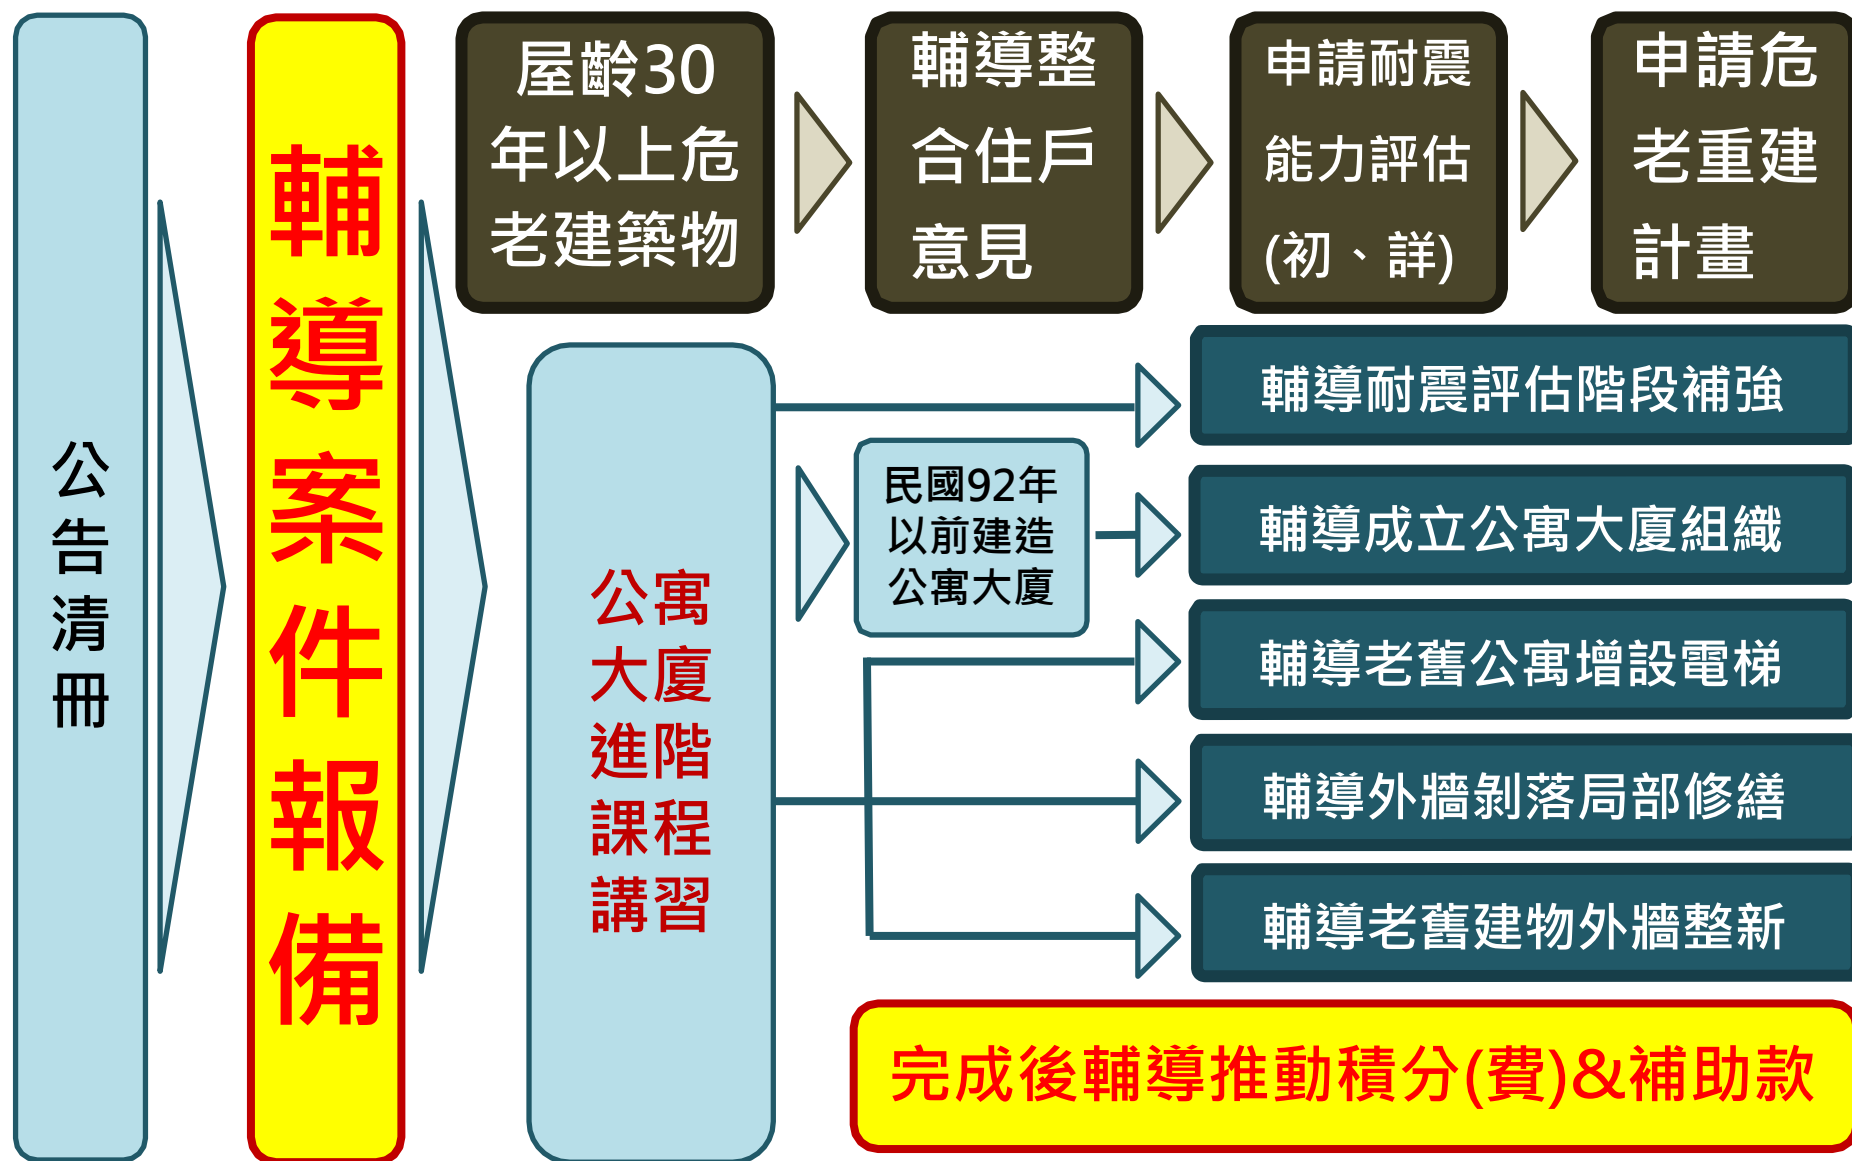 公
告
清
冊
輔
導
案
件
報
備
屋齡30
年以上危
老建築物
輔導整
合住戶
意見
申請耐震
能力評估
(初、詳)
申請危
老重建
計畫
公寓
大廈
進階
課程
講習
民國92年
以前建造
公寓大廈
輔導耐震評估階段補強
輔導成立公寓大廈組織
輔導老舊公寓增設電梯
輔導外牆剝落局部修繕
輔導老舊建物外牆整新
完成後輔導推動積分(費)&補助款